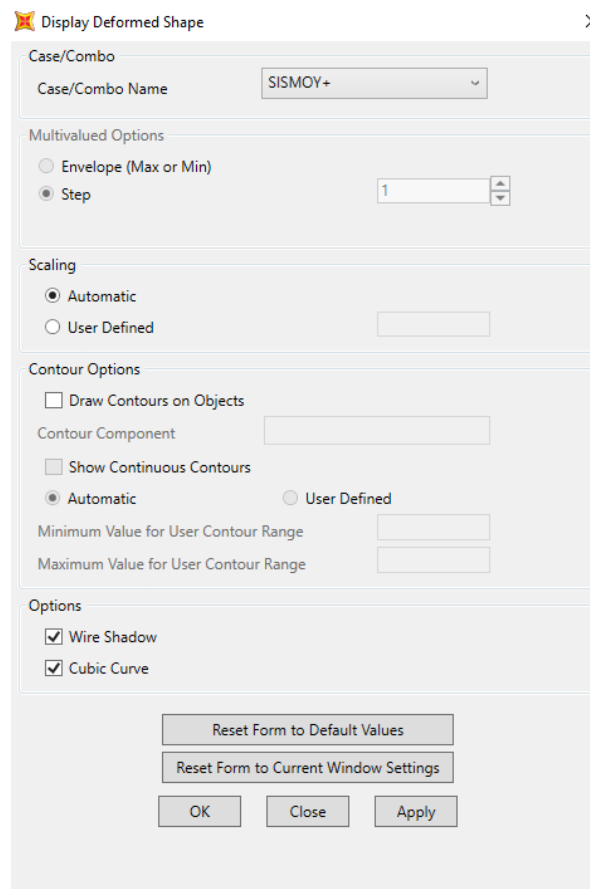 Display Deformed Shape
Case/Combo
Case/Combo Name
SISMOY+
Multivalued Options
Envelope (Max or Min)
Step
1
Scaling
Automatic
User Defined
Contour Options
Draw Contours on Objects
Contour Component
Show Continuous Contours
Automatic User Defined
Minimum Value for User Contour Range
Maximum Value for User Contour Range
Options
Wire Shadow
Cubic Curve
Reset Form to Default Values
Reset Form to Current Window Settings
OK Close Apply